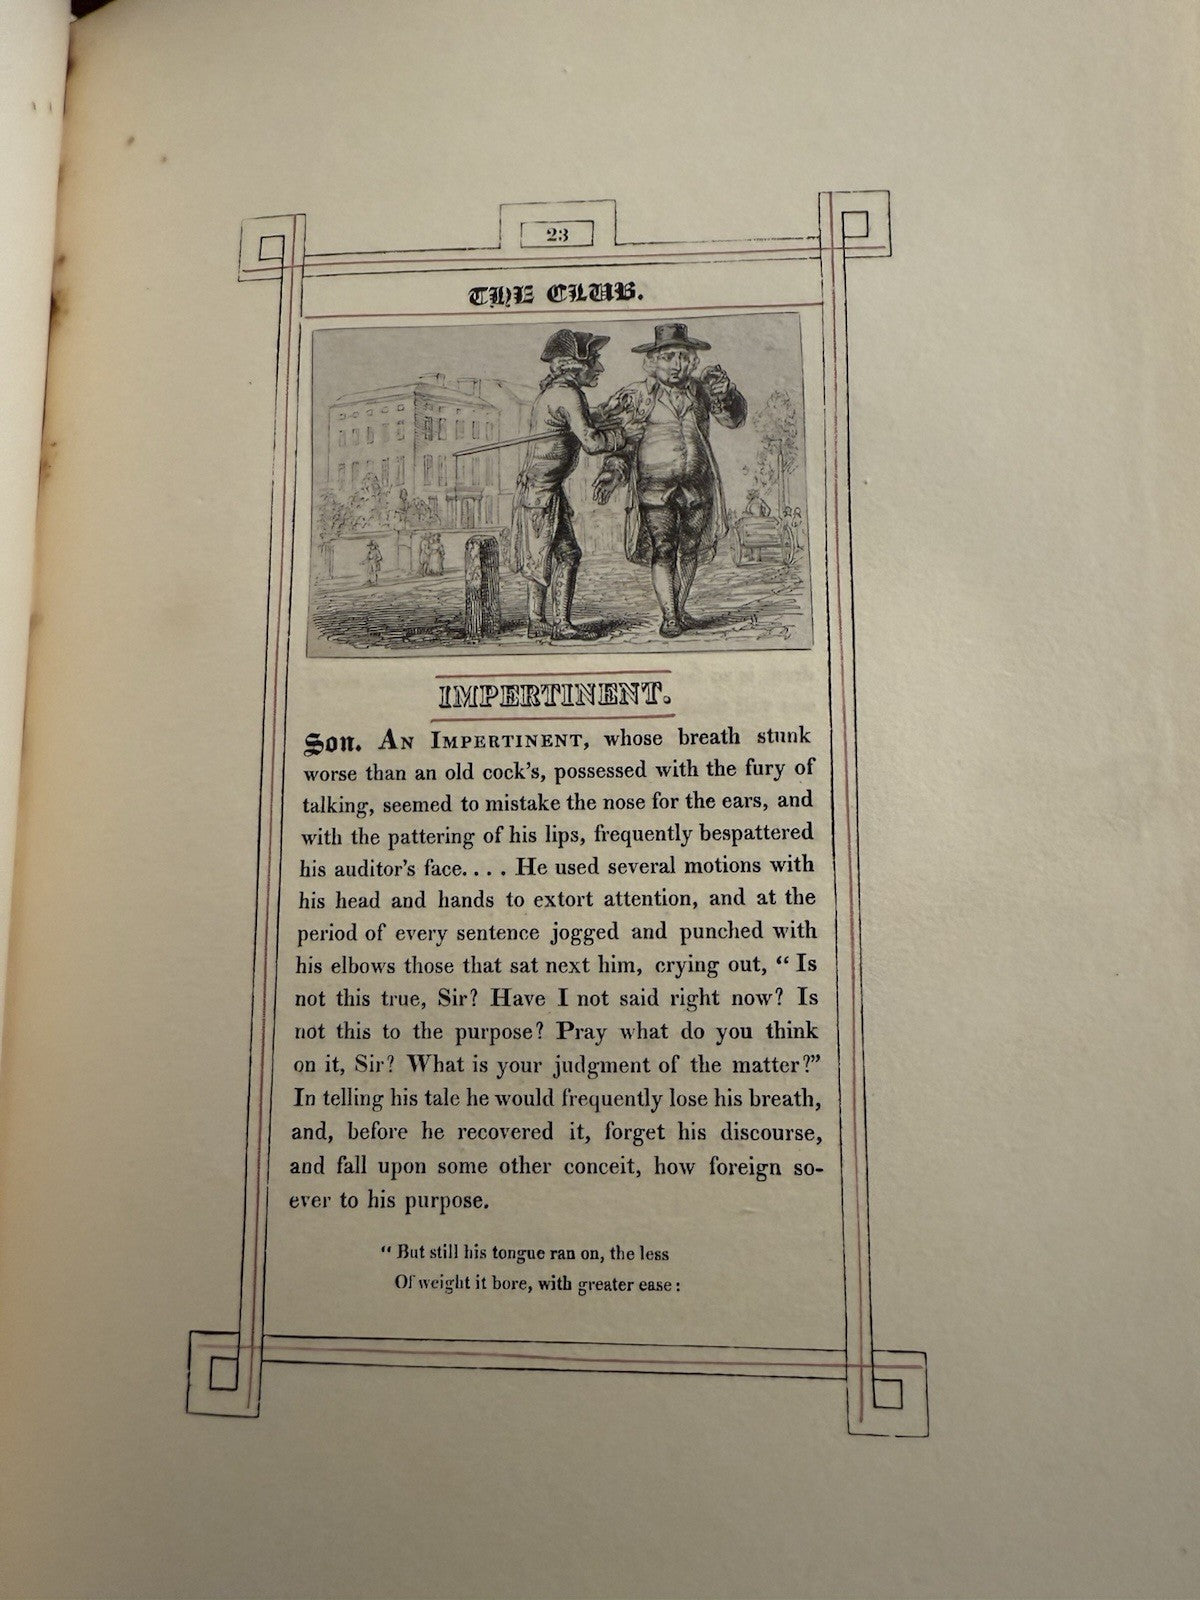 23
THE CLUB.
IMPERTINENT.
Son. An Impertinent, whose breath stunk
worse than an old cock's, possessed with the fury of
talking, seemed to mistake the nose for the ears, and
with the pattering of his lips, frequently bespattered
his auditor's face.... He used several motions with
his head and hands to extort attention, and at the
period of every sentence jogged and punched with
his elbows those that sat next him, crying out, “ Is
not this true, Sir? Have I not said right now? Is
not this to the purpose? Pray what do you think
on it, Sir? What is your judgment of the matter?”
In telling his tale he would frequently lose his breath,
and, before he recovered it, forget his discourse,
and fall upon some other conceit, how foreign so-
ever to his purpose.
“ But still his tongue ran on, the less
Of weight it bore, with greater ease :